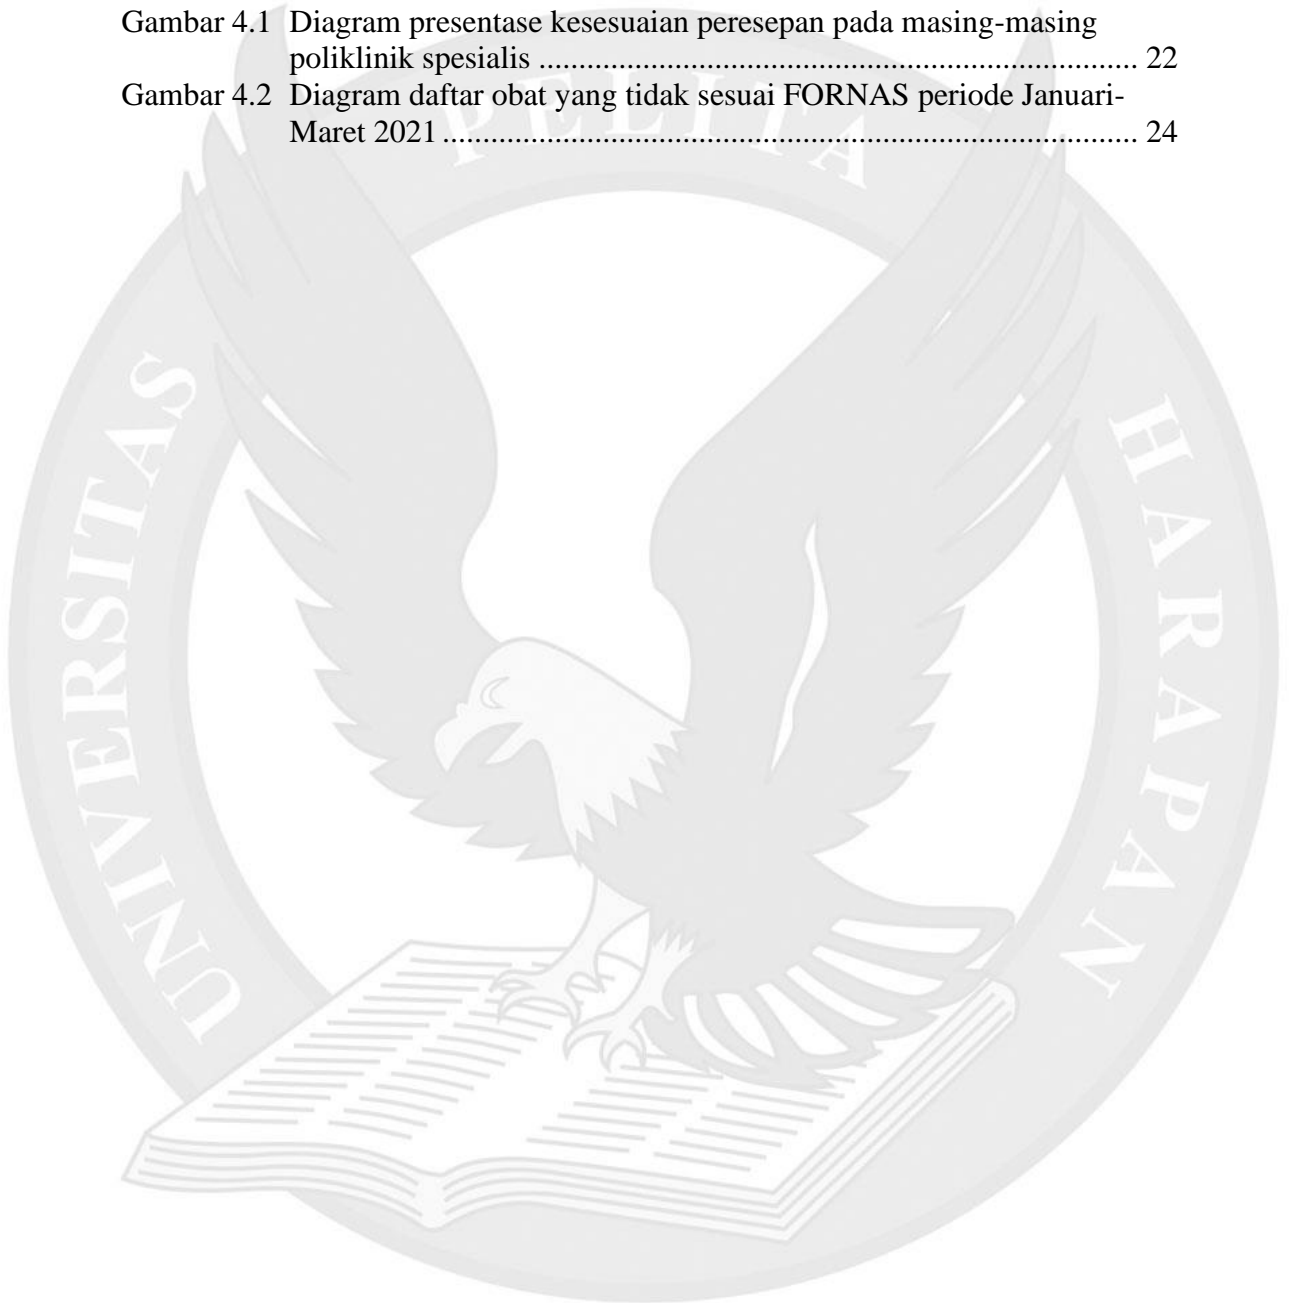 Gambar 4.1 Diagram presentase kesesuaian peresepan pada masing-masing
poliklinik spesialis ............................................................................ 22
Gambar 4.2 Diagram daftar obat yang tidak sesuai FORNAS periode Januari-
Maret 2021 ........................................................................................ 24
UNIVERSITAS PELITA HARAPAN